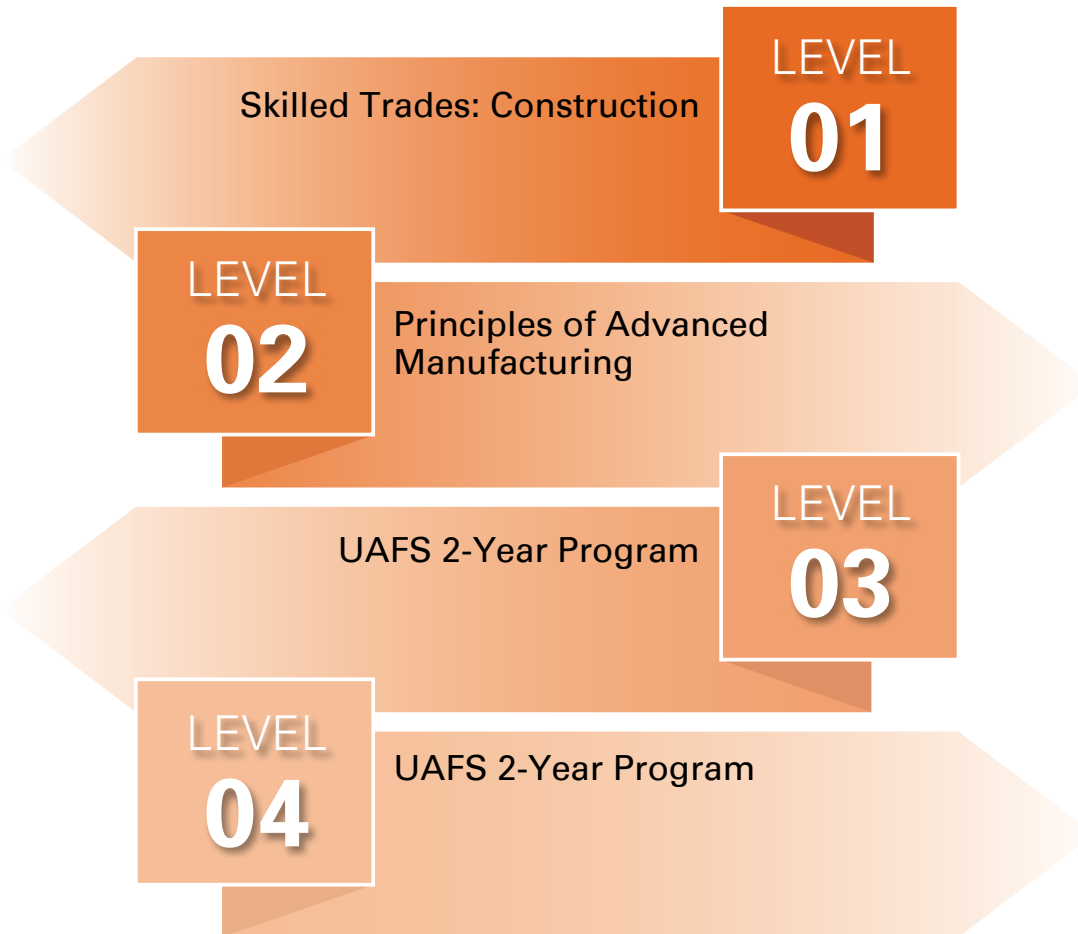 LEVEL
01
Skilled Trades: Construction
LEVEL
02
Principles of Advanced
Manufacturing
LEVEL
03
UAFS 2-Year Program
LEVEL
04
UAFS 2-Year Program